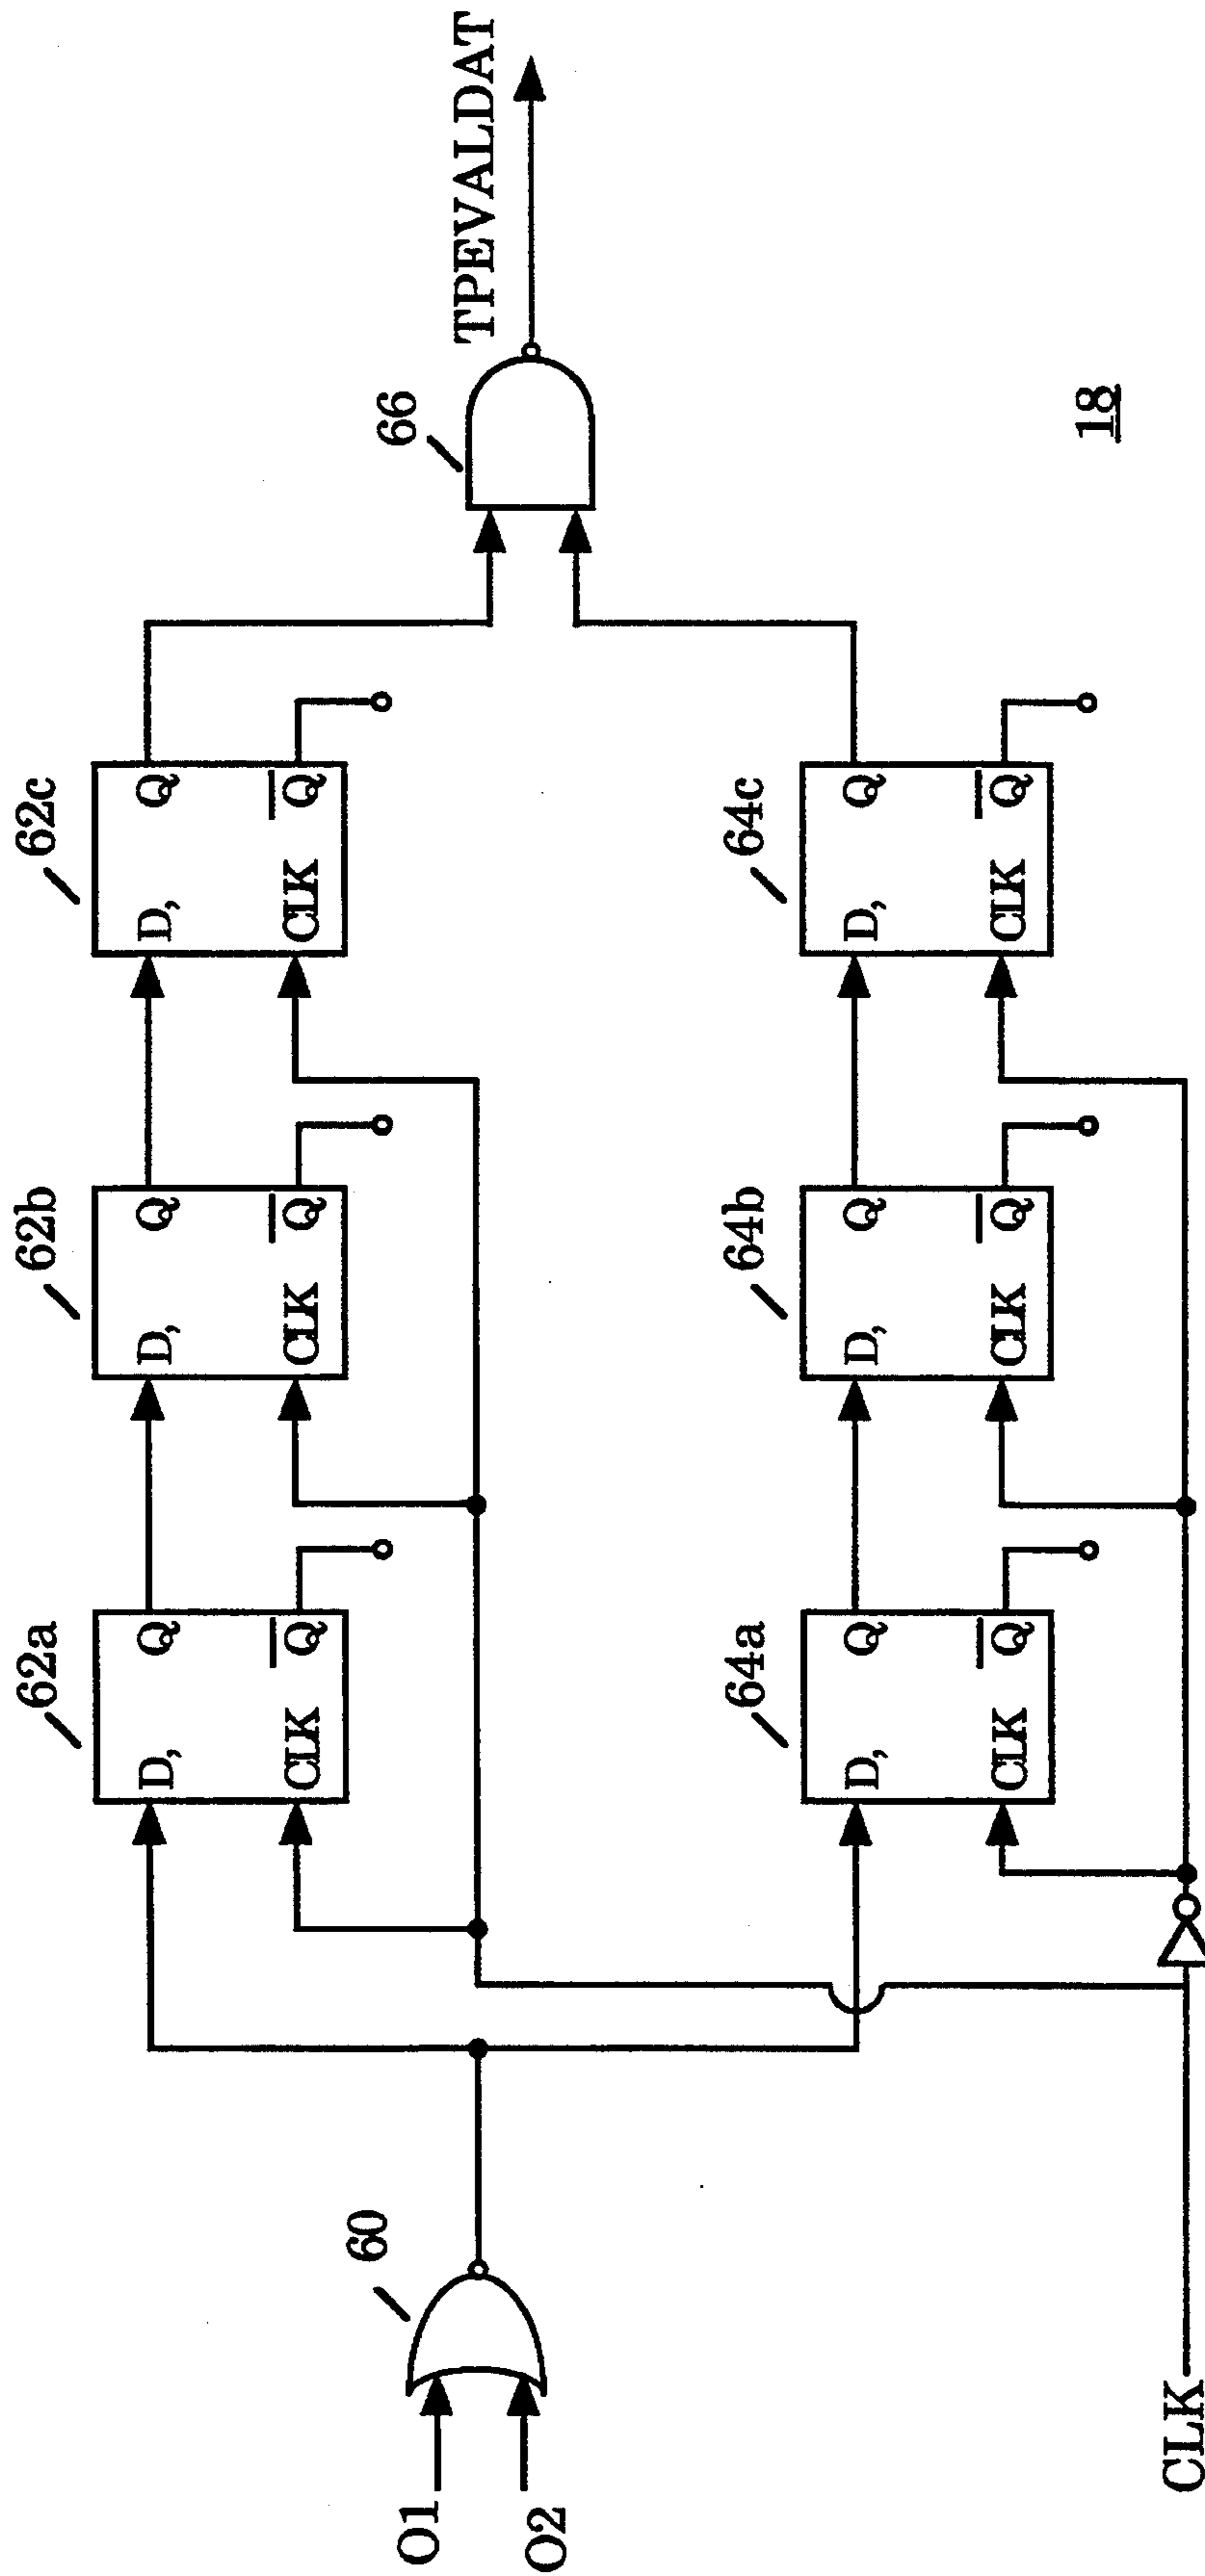 62a
62b
62c
D,
Q
CLK
Q
D,
Q
CLK
Q
D,
Q
CLK
Q
O1
O2
60
66
TPEVALDAT
64a
64b
64c
D,
Q
CLK
Q
D,
Q
CLK
Q
D,
Q
CLK
Q
CLK
18